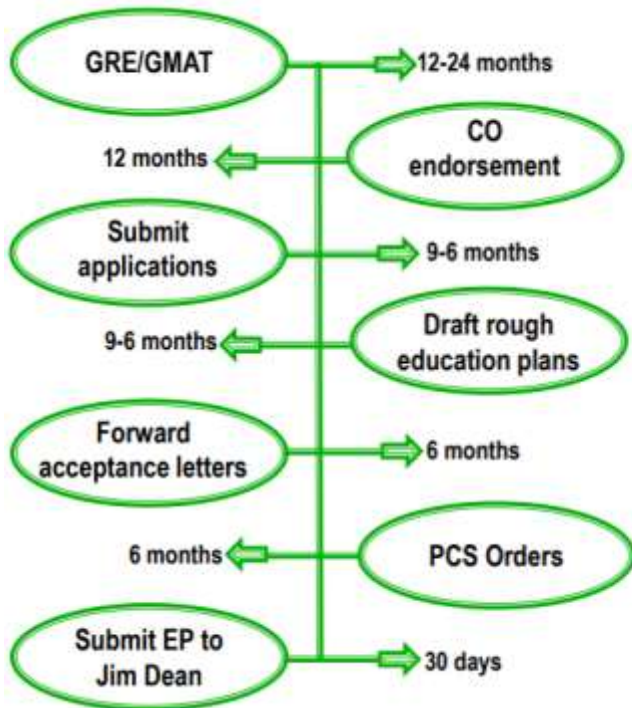 GRE/GMAT
12-24 months
12 months
CO
endorsement
Submit
applications
9-6 months
9-6 months
Draft rough
education plans
Forward
acceptance letters
6 months
6 months
PCS Orders
Submit EP to
Jim Dean
30 days